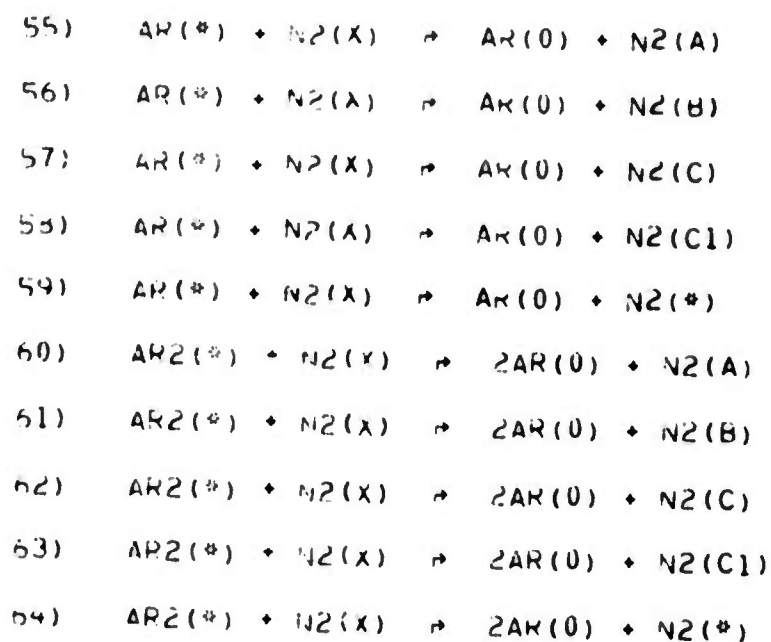 55) AR(*) + N2(X) → AR(0) + N2(A)
56) AR(*) + N2(X) → AR(0) + N2(B)
57) AR(*) + N2(X) → AR(0) + N2(C)
58) AR(*) + N2(X) → AR(0) + N2(C1)
59) AR(*) + N2(X) → AR(0) + N2(*)
60) AR2(*) + N2(X) → 2AR(0) + N2(A)
61) AR2(*) + N2(X) → 2AR(0) + N2(B)
62) AR2(*) + N2(X) → 2AR(0) + N2(C)
63) AR2(*) + N2(X) → 2AR(0) + N2(C1)
64) AR2(*) + N2(X) → 2AR(0) + N2(*)